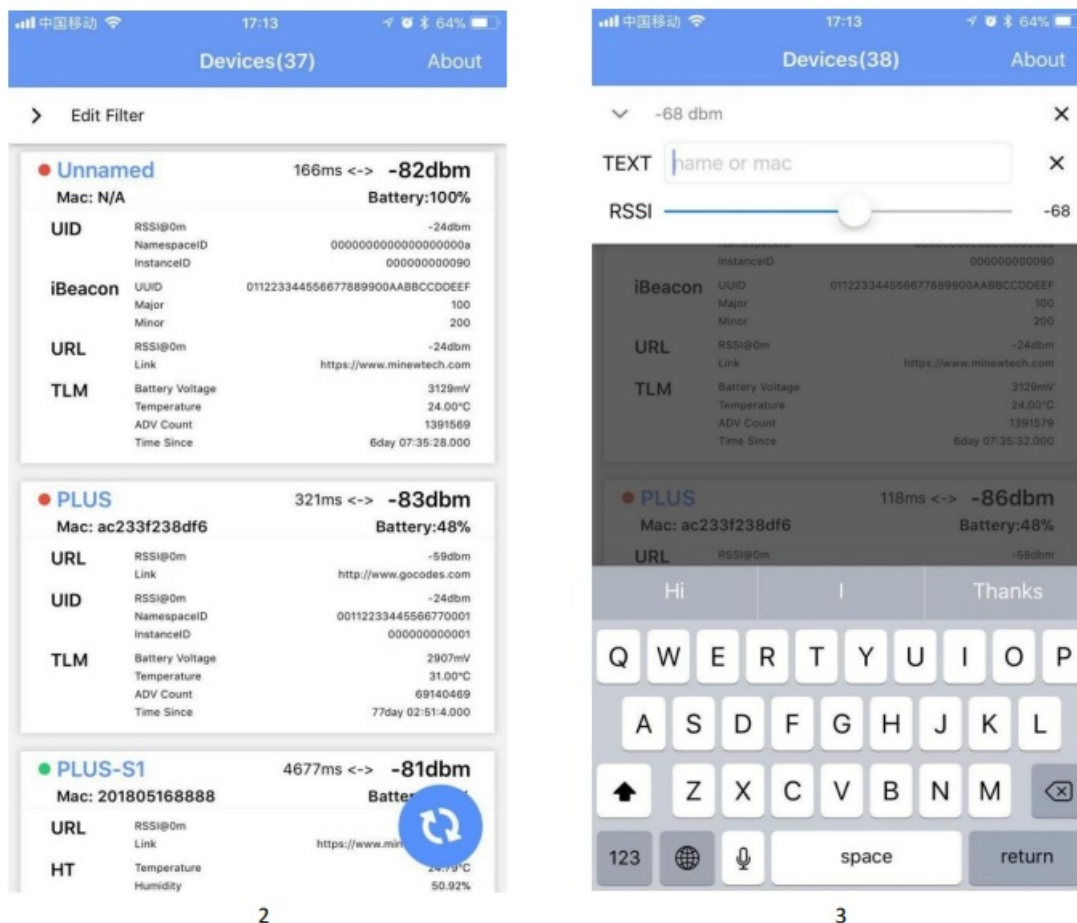 中国移动 17:13 64%
Devices(37) About
Edit Filter
Unnamed 166ms <-> -82dbm
Mac: N/A Battery:100%
UID RSSI@0m -24dbm
NamespaceID 0000000000000000000a
InstanceID 000000000090
iBeacon UUID 011223344556677889900AABBCCDDEEF
Major 100
Minor 200
URL RSSI@0m -24dbm
Link https://www.minewtech.com
TLM Battery Voltage 3129mV
Temperature 24.00°C
ADV Count 1391569
Time Since 6day 07:35:28.000
PLUS 321ms <-> -83dbm
Mac: ac233f238df6 Battery:48%
URL RSSI@0m -59dbm
Link http://www.gocodes.com
UID RSSI@0m -24dbm
NamespaceID 00112233445566770001
InstanceID 000000000001
TLM Battery Voltage 2907mV
Temperature 31.00°C
ADV Count 69140469
Time Since 77day 02:51:4.000
PLUS-S1 4677ms <-> -81dbm
Mac: 201805168888
URL RSSI@0m
Link
HT Temperature
Humidity 50.92%
2
中国移动 17:13 64%
Devices(38) About
-68 dbm
TEXT name or mac
RSSI -68
InstanceID 000000000090
iBeacon UUID 011223344556677889900AABBCCDDEEF
Major 100
Minor 200
URL RSSI@0m -24dbm
Link https://www.minewtech.com
TLM Battery Voltage 3129mV
Temperature 24.00°C
ADV Count 1391579
Time Since 6day 07:35:32.000
PLUS 118ms <-> -86dbm
Mac: ac233f238df6 Battery:48%
URL RSSI@0m -59dbm
Hi I Thanks
Q W E R T Y U I O P
A S D F G H J K L
Z X C V B N M
123 space return
3